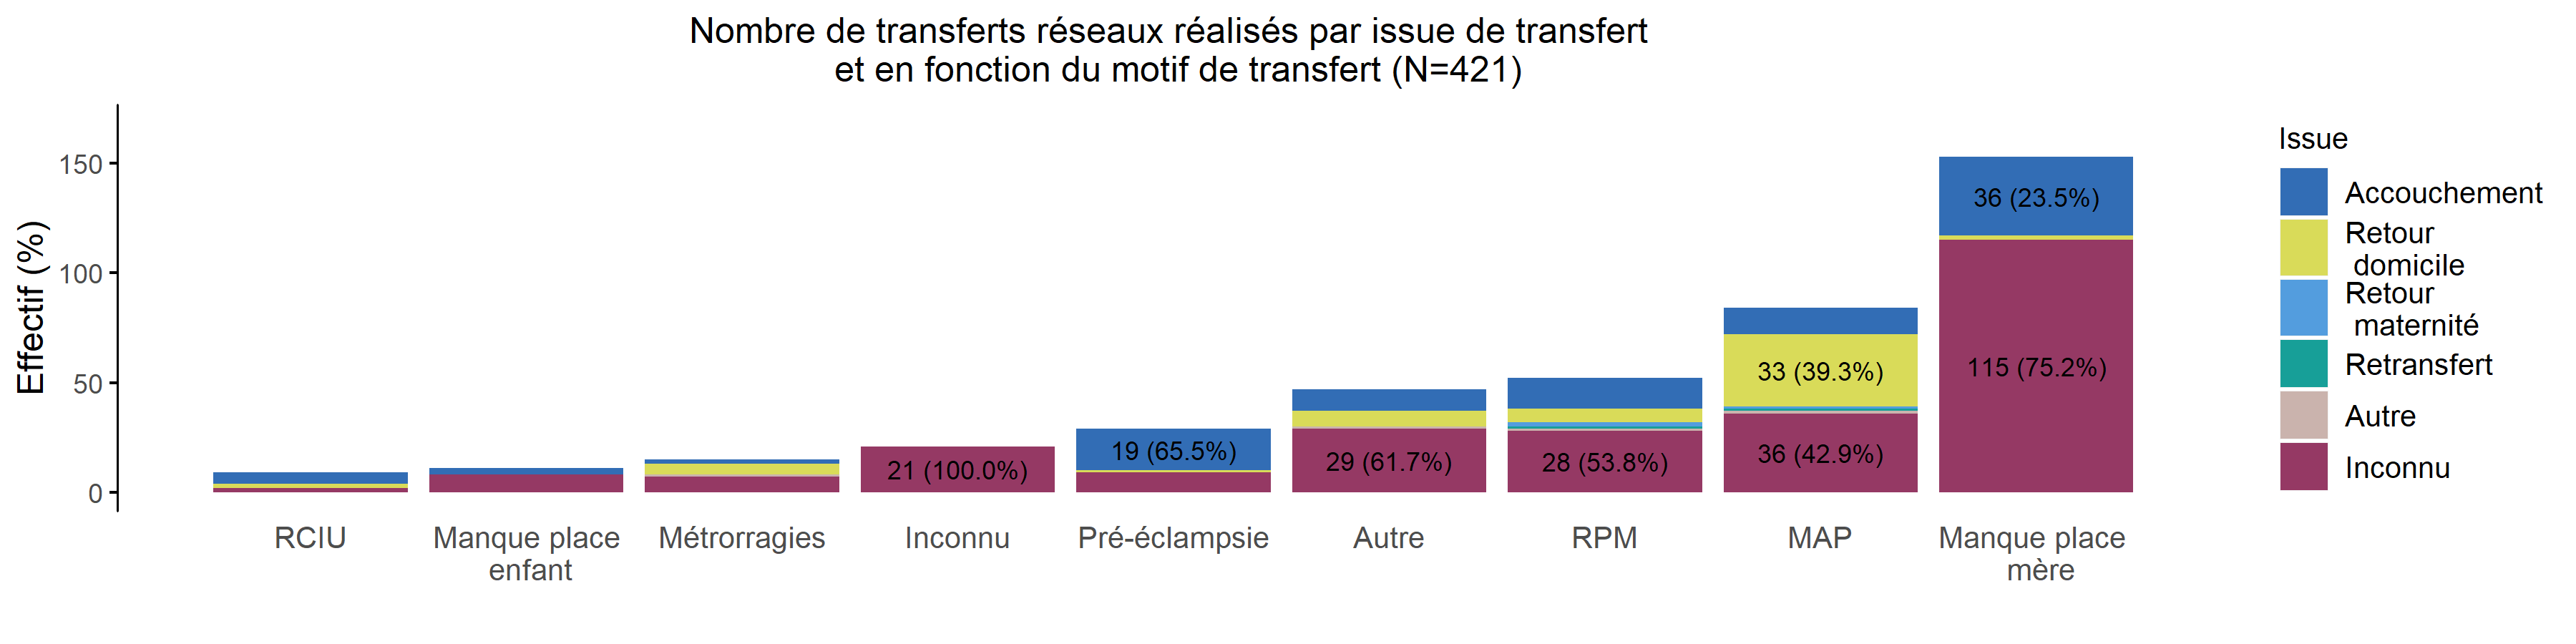 Nombre de transferts réseaux réalisés par issue de transfert
et en fonction du motif de transfert (N=421)
Effectif (%)
150
100
50
0
21 (100.0%)
19 (65.5%)
29 (61.7%)
28 (53.8%)
33 (39.3%)
36 (42.9%)
36 (23.5%)
115 (75.2%)
RCIU
Manque place
enfant
Métrorragies
Inconnu
Pré-éclampsie
Autre
RPM
MAP
Manque place
mère
Issue
Accouchement
Retour
domicile
Retour
maternité
Retransfert
Autre
Inconnu